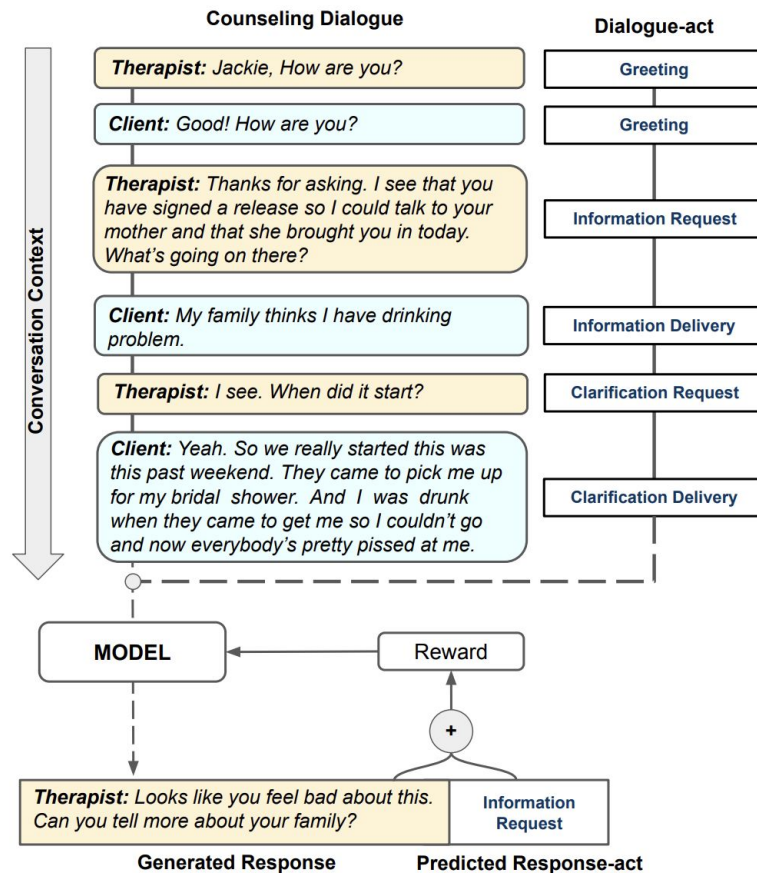 Counseling Dialogue
Dialogue-act
Conversation Context
Therapist: Jackie, How are you?
Greeting
Client: Good! How are you?
Greeting
Therapist: Thanks for asking. I see that you
have signed a release so I could talk to your
mother and that she brought you in today.
What's going on there?
Information Request
Client: My family thinks I have drinking
problem.
Information Delivery
Therapist: I see. When did it start?
Clarification Request
Client: Yeah. So we really started this was
this past weekend. They came to pick me up
for my bridal shower. And I was drunk
when they came to get me so I couldn't go
and now everybody's pretty pissed at me.
Clarification Delivery
MODEL
Reward
+
Therapist: Looks like you feel bad about this.
Can you tell more about your family?
Information
Request
Generated Response
Predicted Response-act